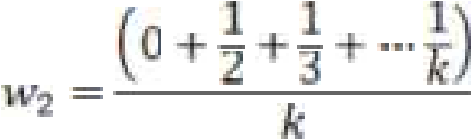 w₂ = (0 + 1/2 + 1/3 + ⋯ 1/k) / k